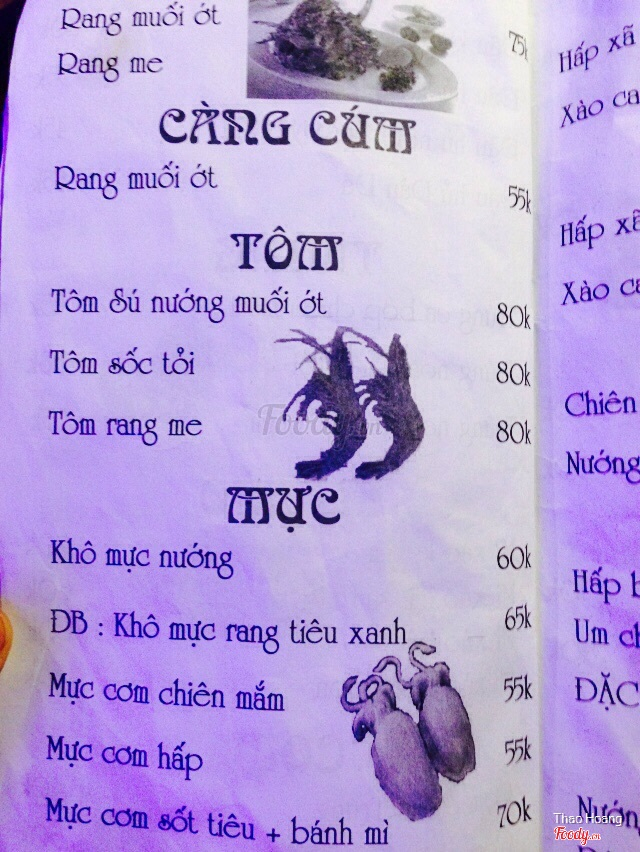 Rang muối ớt
Rang me 75k
CÀNG CÚM
Rang muối ớt 55k
TÔM
Tôm Sú nướng muối ớt 80k
Tôm sốc tỏi 80k
Tôm rang me 80k
MỰC
Khô mực nướng 60k
ĐB : Khô mực rang tiêu xanh 65k
Mực cơm chiên mắm 55k
Mực cơm hấp 55k
Mực cơm sốt tiêu + bánh mì 70k
Hấp xã
Xào
Hấp xã
Xào
Chiên
Nướng
Hấp
Um
ĐẶC
Foody.vn
Thao Hoang
Foody.vn